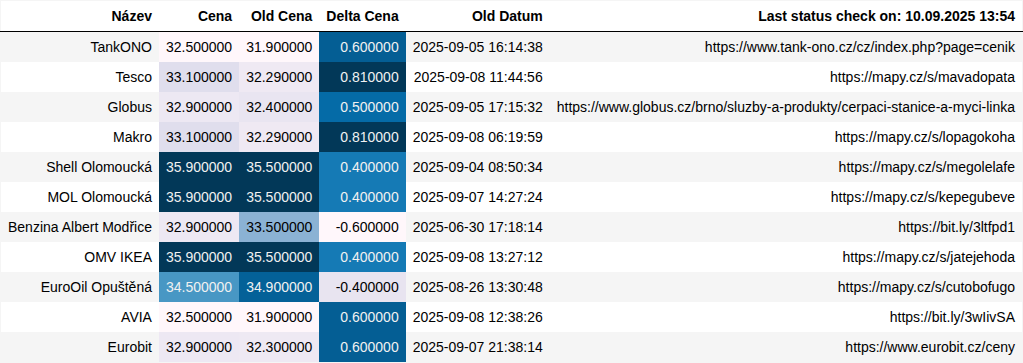 Název Cena Old Cena Delta Cena Old Datum Last status check on: 10.09.2025 13:54
TankONO 32.500000 31.900000 0.600000 2025-09-05 16:14:38 https://www.tank-ono.cz/cz/index.php?page=cenik
Tesco 33.100000 32.290000 0.810000 2025-09-08 11:44:56 https://mapy.cz/s/mavadopata
Globus 32.900000 32.400000 0.500000 2025-09-05 17:15:32 https://www.globus.cz/brno/sluzby-a-produkty/cerpaci-stanice-a-myci-linka
Makro 33.100000 32.290000 0.810000 2025-09-08 06:19:59 https://mapy.cz/s/lopagokoha
Shell Olomoucká 35.900000 35.500000 0.400000 2025-09-04 08:50:34 https://mapy.cz/s/megolelafe
MOL Olomoucká 35.900000 35.500000 0.400000 2025-09-07 14:27:24 https://mapy.cz/s/kepegubeve
Benzina Albert Modřice 32.900000 33.500000 -0.600000 2025-06-30 17:18:14 https://bit.ly/3ltfpd1
OMV IKEA 35.900000 35.500000 0.400000 2025-09-08 13:27:12 https://mapy.cz/s/jatejehoda
EuroOil Opuštěná 34.500000 34.900000 -0.400000 2025-08-26 13:30:48 https://mapy.cz/s/cutobofugo
AVIA 32.500000 31.900000 0.600000 2025-09-08 12:38:26 https://bit.ly/3wIivSA
Eurobit 32.900000 32.300000 0.600000 2025-09-07 21:38:14 https://www.eurobit.cz/ceny